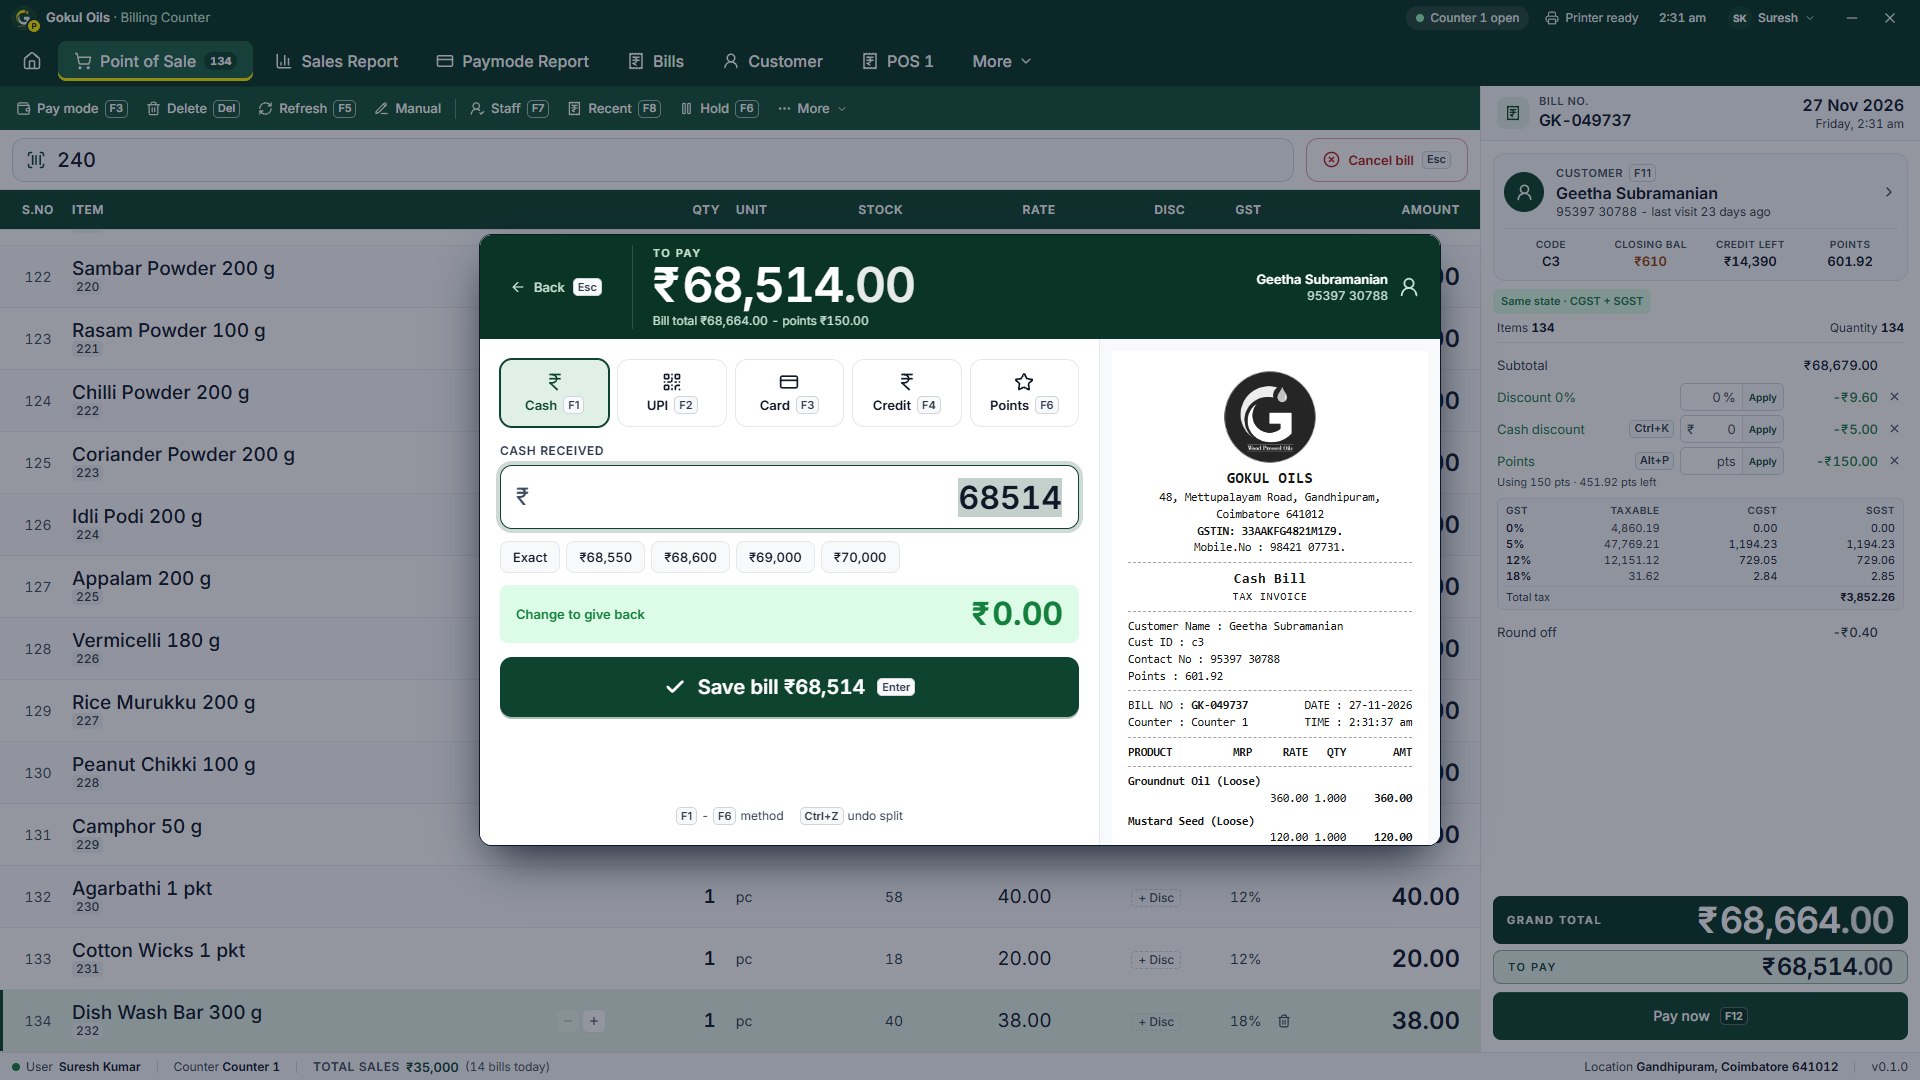 Gokul Oils · Billing Counter
Counter 1 open
Printer ready
2:31 am
SK Suresh
Point of Sale 134
Sales Report
Paymode Report
Bills
Customer
POS 1
More
Pay mode F3
Delete Del
Refresh F5
Manual
Staff F7
Recent F8
Hold F6
More
240
Cancel bill Esc
S.NO ITEM QTY UNIT STOCK RATE DISC GST AMOUNT
122 Sambar Powder 200 g
220
123 Rasam Powder 100 g
221
124 Chilli Powder 200 g
222
125 Coriander Powder 200 g
223
126 Idli Podi 200 g
224
127 Appalam 200 g
225
128 Vermicelli 180 g
226
129 Rice Murukku 200 g
227
130 Peanut Chikki 100 g
228
131 Camphor 50 g
229
132 Agarbathi 1 pkt 1 pc 58 40.00 + Disc 12% 40.00
230
133 Cotton Wicks 1 pkt 1 pc 18 20.00 + Disc 12% 20.00
231
134 Dish Wash Bar 300 g − + 1 pc 40 38.00 + Disc 18% 38.00
232
Back Esc
TO PAY
₹68,514.00
Bill total ₹68,664.00 - points ₹150.00
Geetha Subramanian
95397 30788
Cash F1
UPI F2
Card F3
Credit F4
Points F6
CASH RECEIVED
₹ 68514
Exact ₹68,550 ₹68,600 ₹69,000 ₹70,000
Change to give back ₹0.00
Save bill ₹68,514 Enter
F1 - F6 method Ctrl+Z undo split
G
Wood Pressed Oils
GOKUL OILS
48, Mettupalayam Road, Gandhipuram,
Coimbatore 641012
GSTIN: 33AAKFG4821M1Z9.
Mobile.No : 98421 07731.
Cash Bill
TAX INVOICE
Customer Name : Geetha Subramanian
Cust ID : c3
Contact No : 95397 30788
Points : 601.92
BILL NO : GK-049737 DATE : 27-11-2026
Counter : Counter 1 TIME : 2:31:37 am
PRODUCT MRP RATE QTY AMT
Groundnut Oil (Loose)
360.00 1.000 360.00
Mustard Seed (Loose)
120.00 1.000 120.00
BILL NO.
GK-049737
27 Nov 2026
Friday, 2:31 am
CUSTOMER F11
Geetha Subramanian
95397 30788 - last visit 23 days ago
CODE CLOSING BAL CREDIT LEFT POINTS
C3 ₹610 ₹14,390 601.92
Same state · CGST + SGST
Items 134 Quantity 134
Subtotal ₹68,679.00
Discount 0% 0 % Apply -₹9.60
Cash discount Ctrl+K ₹ 0 Apply -₹5.00
Points Alt+P pts Apply -₹150.00
Using 150 pts · 451.92 pts left
GST TAXABLE CGST SGST
0% 4,860.19 0.00 0.00
5% 47,769.21 1,194.23 1,194.23
12% 12,151.12 729.05 729.06
18% 31.62 2.84 2.85
Total tax ₹3,852.26
Round off -₹0.40
GRAND TOTAL ₹68,664.00
TO PAY ₹68,514.00
Pay now F12
User Suresh Kumar
Counter Counter 1
TOTAL SALES ₹35,000 (14 bills today)
Location Gandhipuram, Coimbatore 641012
v0.1.0